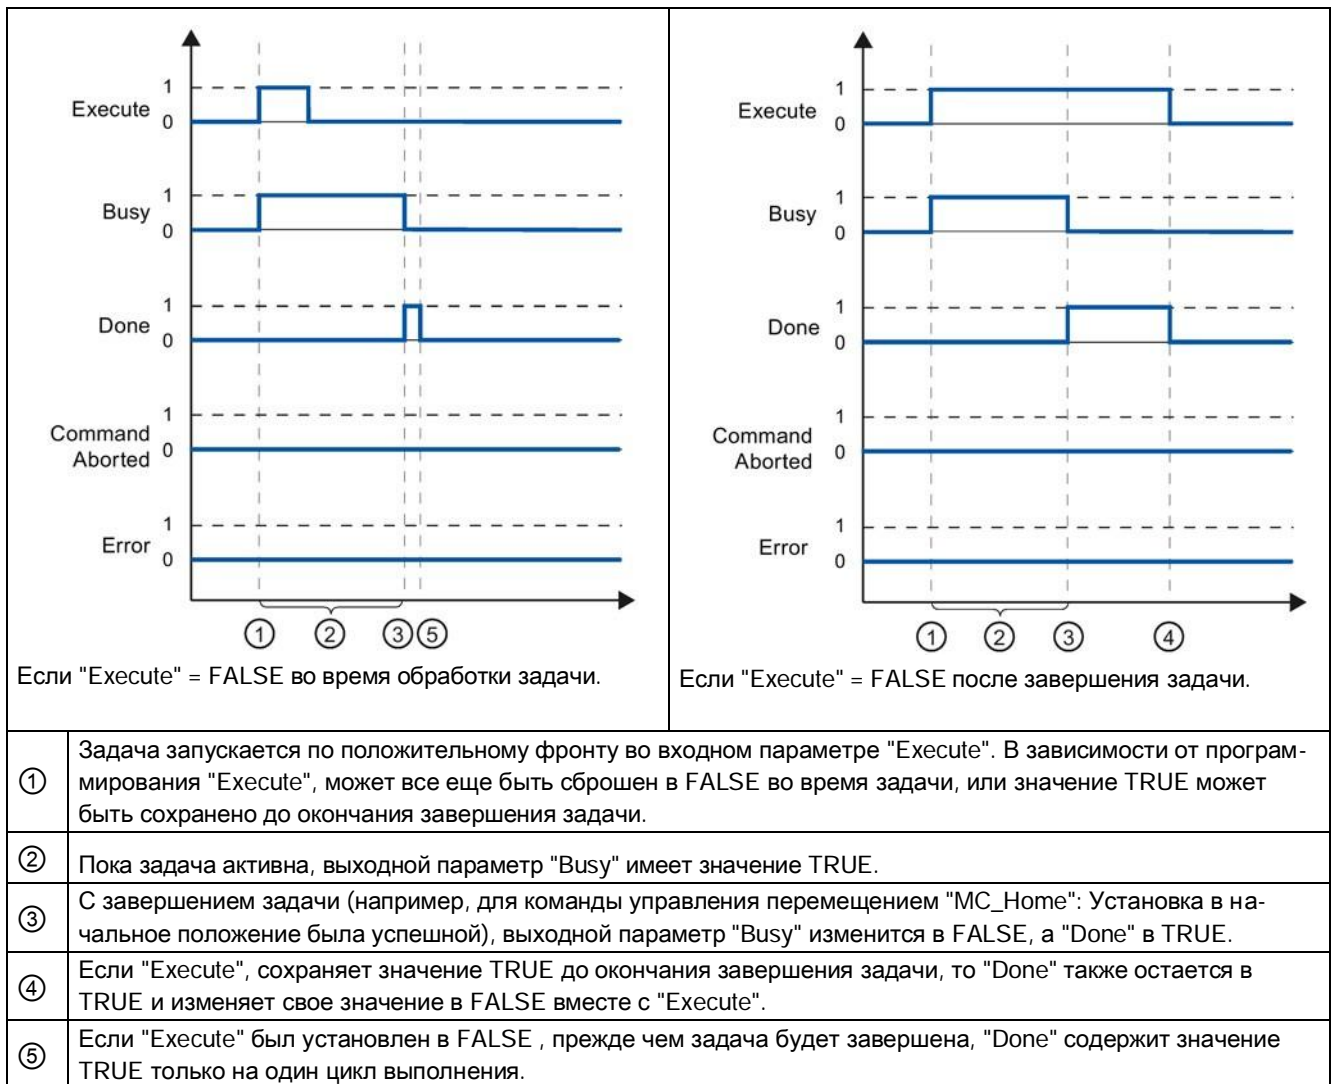 1
Execute
0
1
Busy
0
1
Done
0
1
Command
0
Aborted
1
Error
0
① ② ③ ⑤
Если "Execute" = FALSE во время обработки задачи.
1
Execute
0
1
Busy
0
1
Done
0
1
Command
0
Aborted
1
Error
0
① ② ③ ④
Если "Execute" = FALSE после завершения задачи.
①
Задача запускается по положительному фронту во входном параметре "Execute". В зависимости от програм-
мирования "Execute", может все еще быть сброшен в FALSE во время задачи, или значение TRUE может
быть сохранено до окончания завершения задачи.
②
Пока задача активна, выходной параметр "Busy" имеет значение TRUE.
③
С завершением задачи (например, для команды управления перемещением "MC_Home": Установка в на-
чальное положение была успешной), выходной параметр "Busy" изменится в FALSE, а "Done" в TRUE.
④
Если "Execute", сохраняет значение TRUE до окончания завершения задачи, то "Done" также остается в
TRUE и изменяет свое значение в FALSE вместе с "Execute".
⑤
Если "Execute" был установлен в FALSE , прежде чем задача будет завершена, "Done" содержит значение
TRUE только на один цикл выполнения.